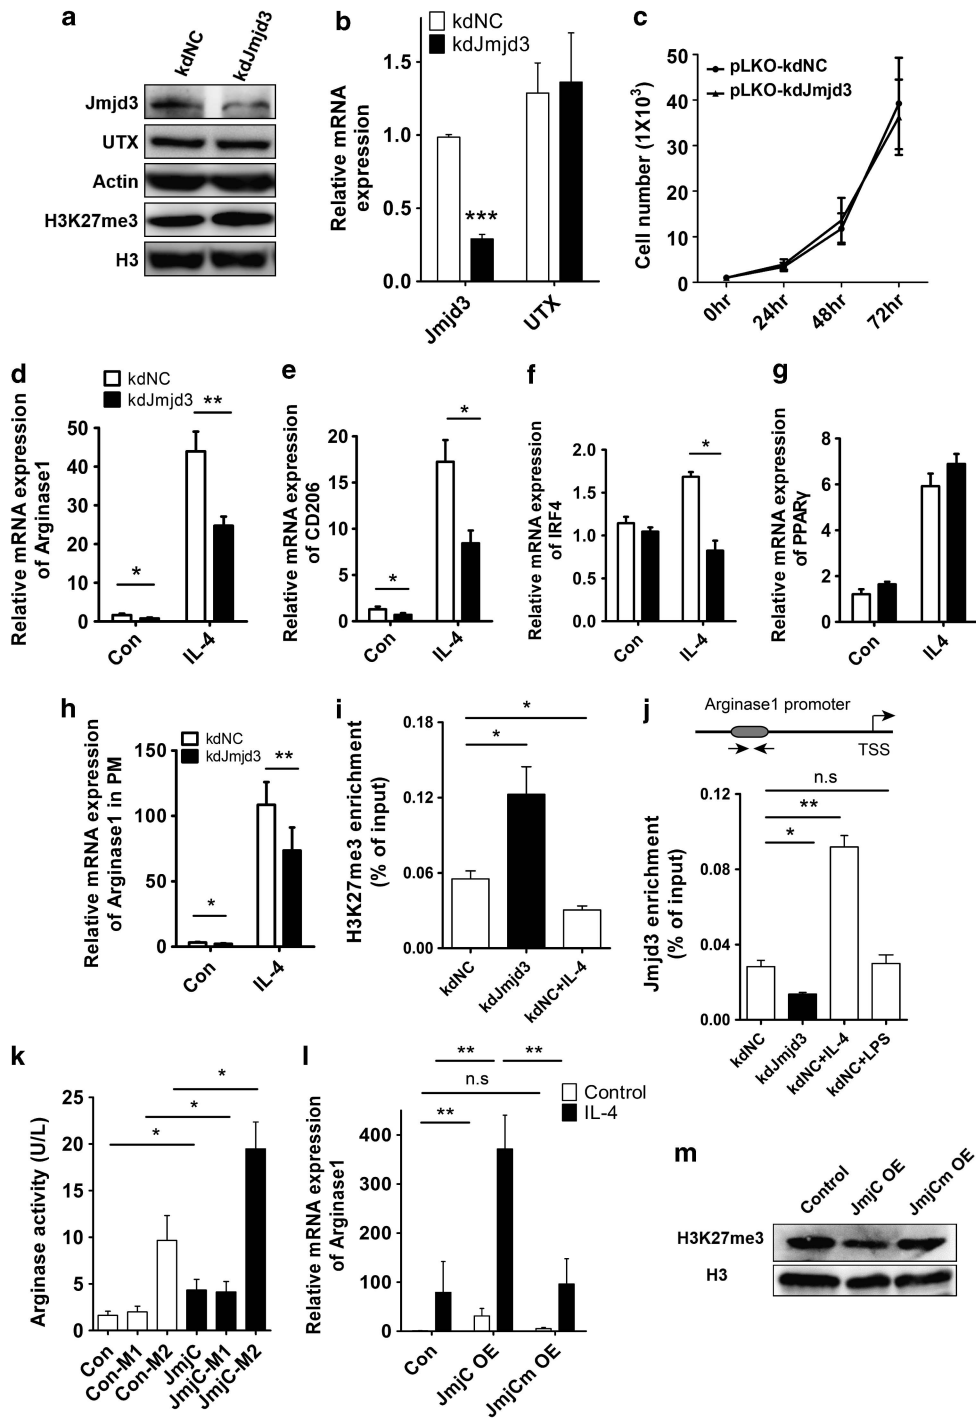 a
kdNC
kdJmjd3
Jmjd3
UTX
Actin
H3K27me3
H3
b
kdNC
kdJmjd3
Relative mRNA
expression
1.5
1.0
0.5
0.0
***
Jmjd3
UTX
c
pLKO-kdNC
pLKO-kdJmjd3
Cell number (1X10³)
50
40
30
20
10
0
0hr
24hr
48hr
72hr
d
kdNC
kdJmjd3
Relative mRNA expression
of Arginase1
50
40
30
20
10
0
*
**
Con
IL-4
e
Relative mRNA expression
of CD206
20
15
10
5
0
*
*
Con
IL-4
f
Relative mRNA expression
of IRF4
2.0
1.5
1.0
0.5
0.0
*
Con
IL-4
g
Relative mRNA expression
of PPARγ
8
6
4
2
0
Con
IL4
h
kdNC
kdJmjd3
Relative mRNA expression
of Arginase1 in PM
150
100
50
0
*
**
Con
IL-4
i
H3K27me3 enrichment
(% of input)
0.18
0.12
0.06
0.00
*
*
kdNC
kdJmjd3
kdNC+IL-4
j
Arginase1 promoter
TSS
Jmjd3 enrichment
(% of input)
0.12
0.08
0.04
0.00
n.s
**
*
kdNC
kdJmjd3
kdNC+IL-4
kdNC+LPS
k
Arginase activity (U/L)
25
20
15
10
5
0
*
*
*
Con
Con-M1
Con-M2
JmjC
JmjC-M1
JmjC-M2
l
Control
IL-4
Relative mRNA expression
of Arginase1
400
300
200
100
0
** **
n.s
**
Con
JmjC OE
JmjCm OE
m
Control
JmjC OE
JmjCm OE
H3K27me3
H3